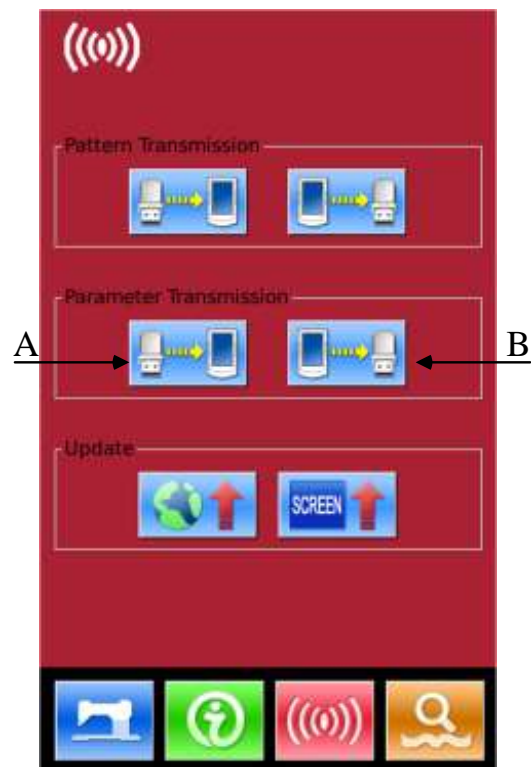 Pattern Transmission
Parameter Transmission
A
B
Update
SCREEN